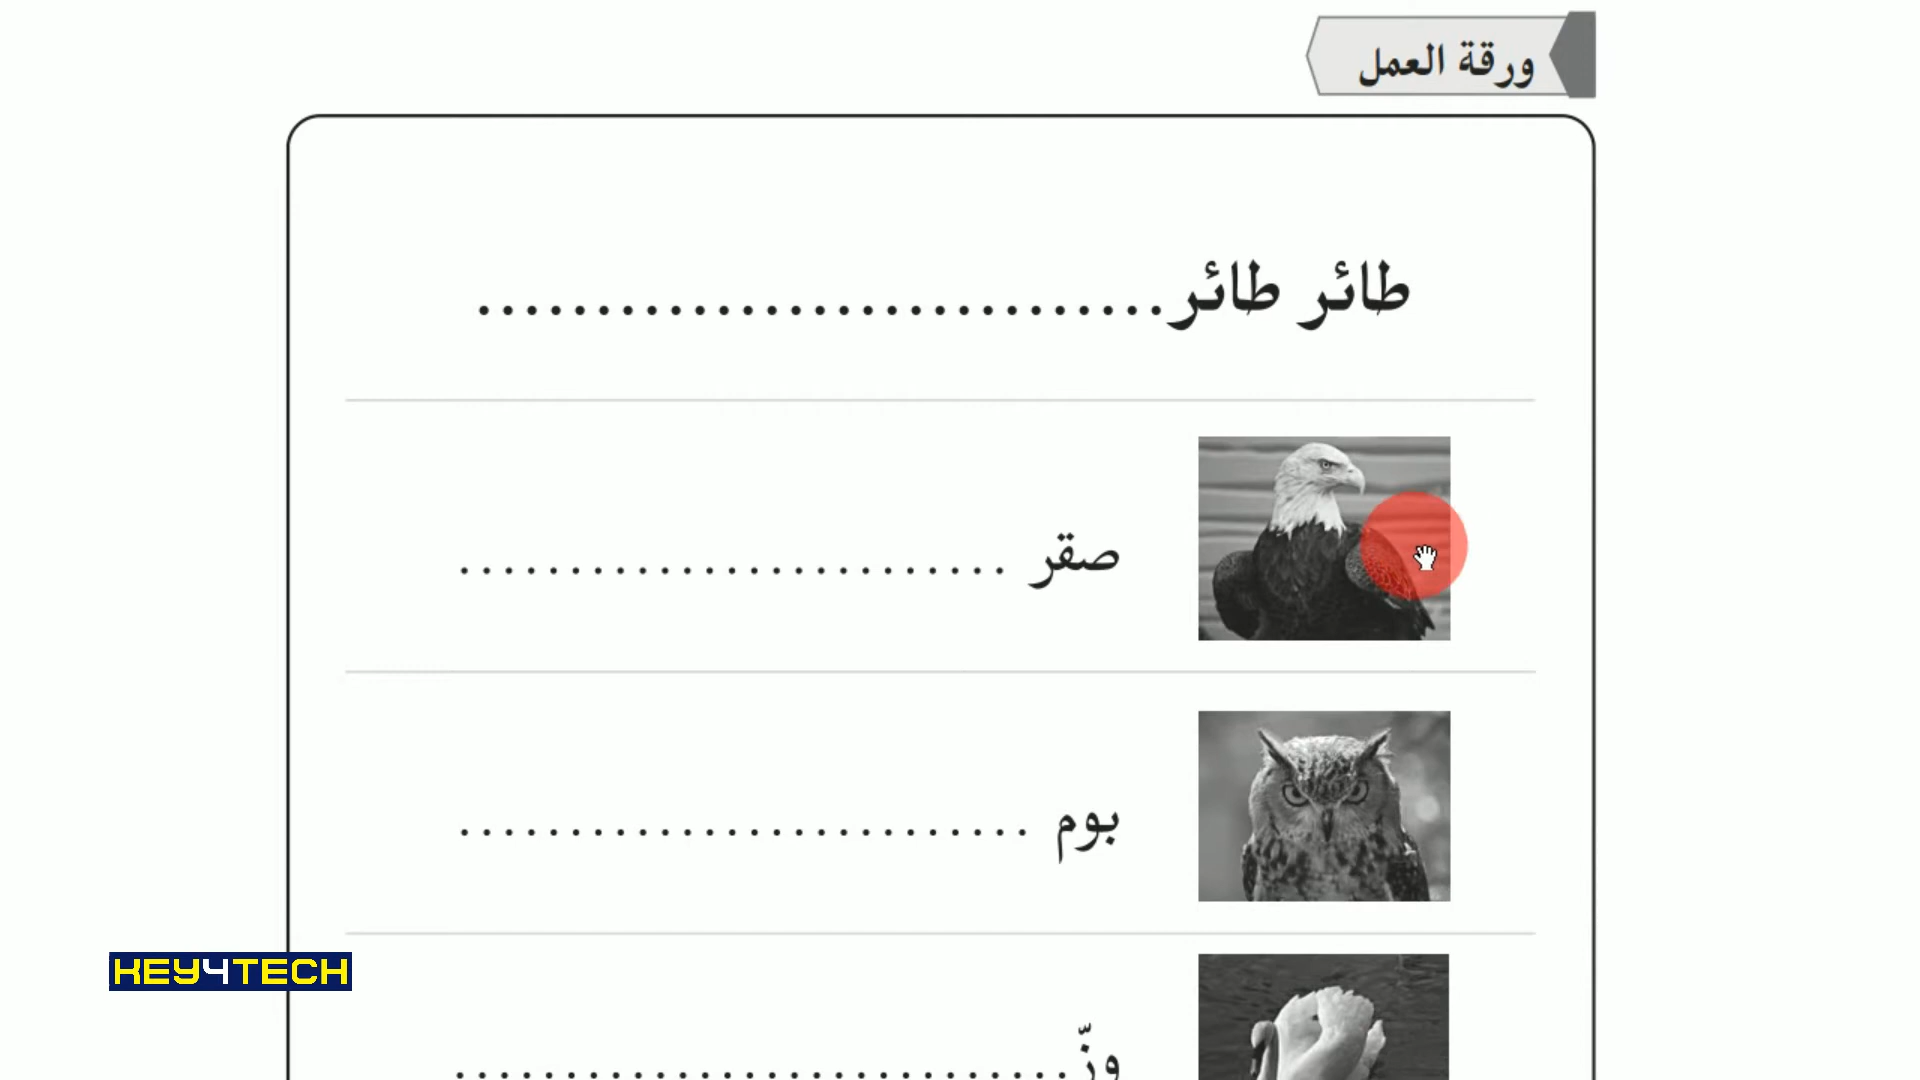 ورقة العمل
طائر طائر............................
صقر .........................
بوم ..........................
وزّ............................
KEY4TECH